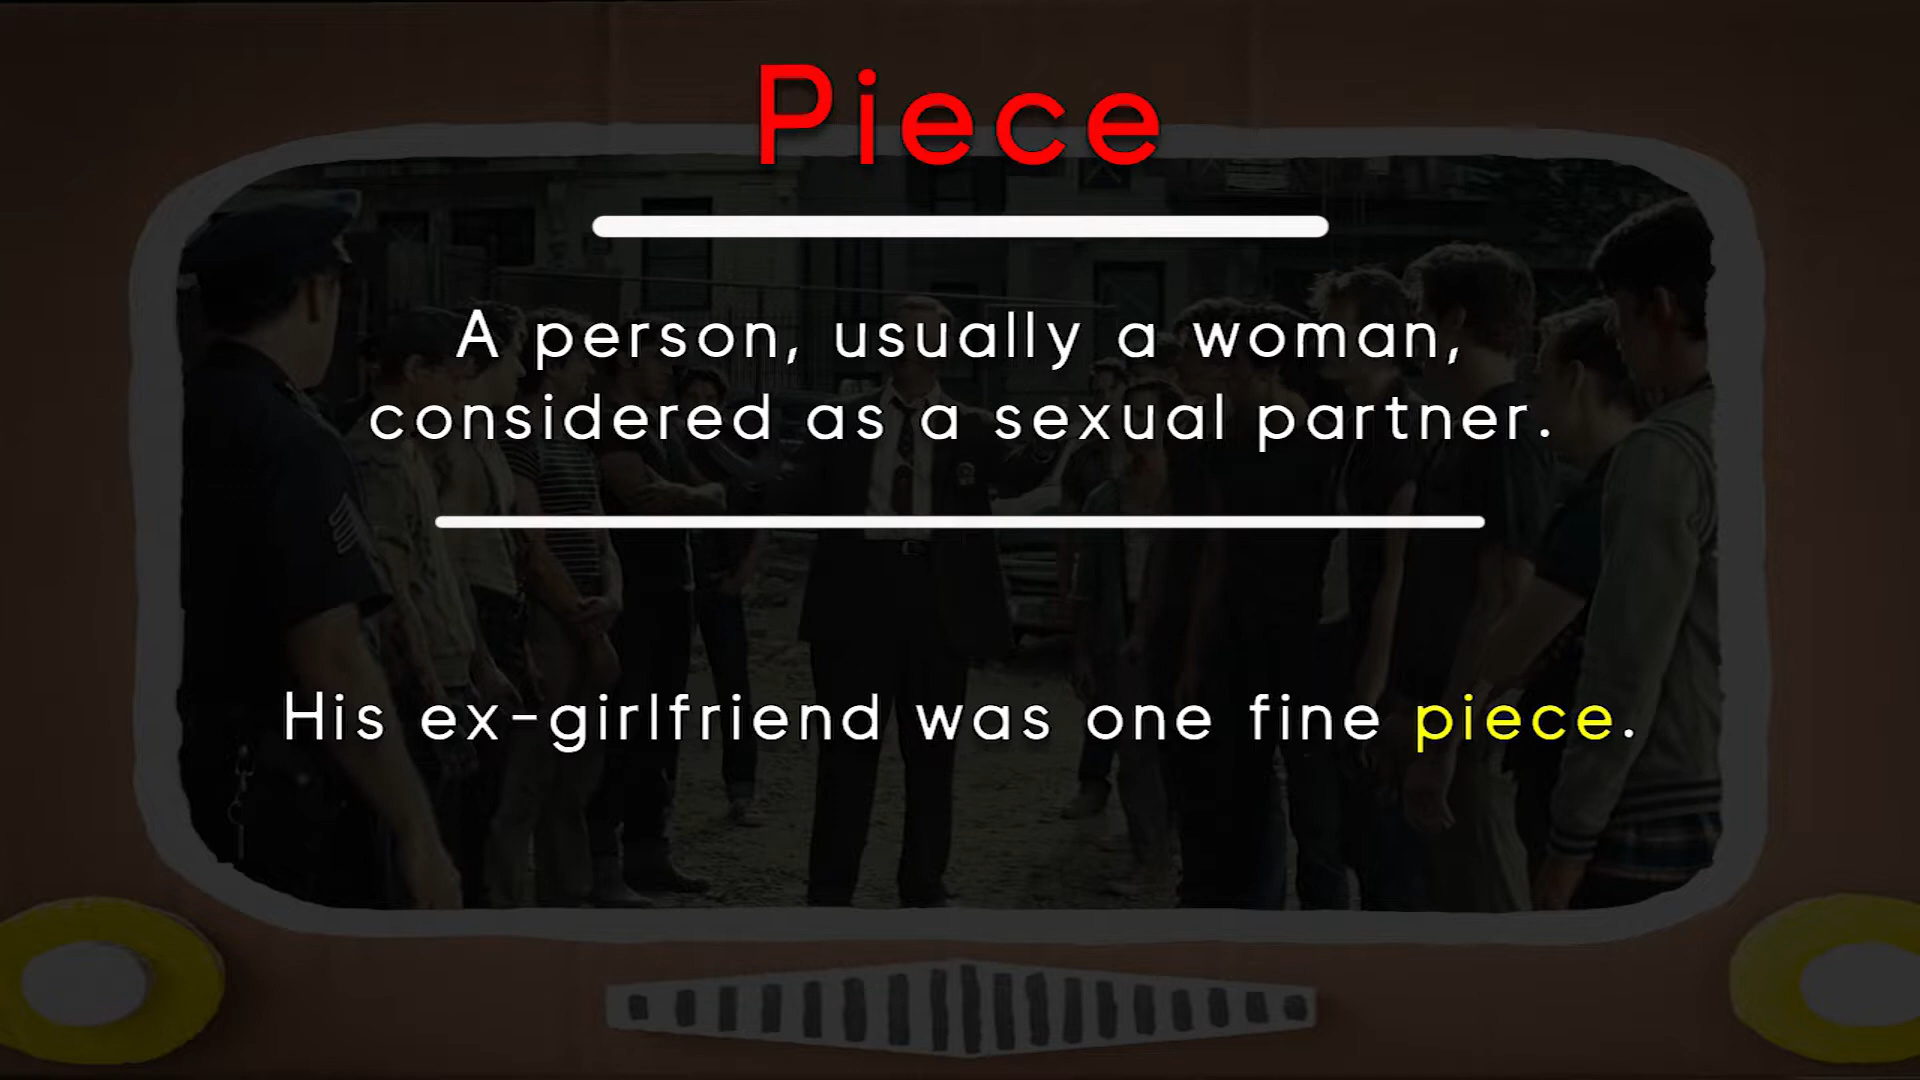 Piece
A person, usually a woman,
considered as a sexual partner.
His ex-girlfriend was one fine piece.